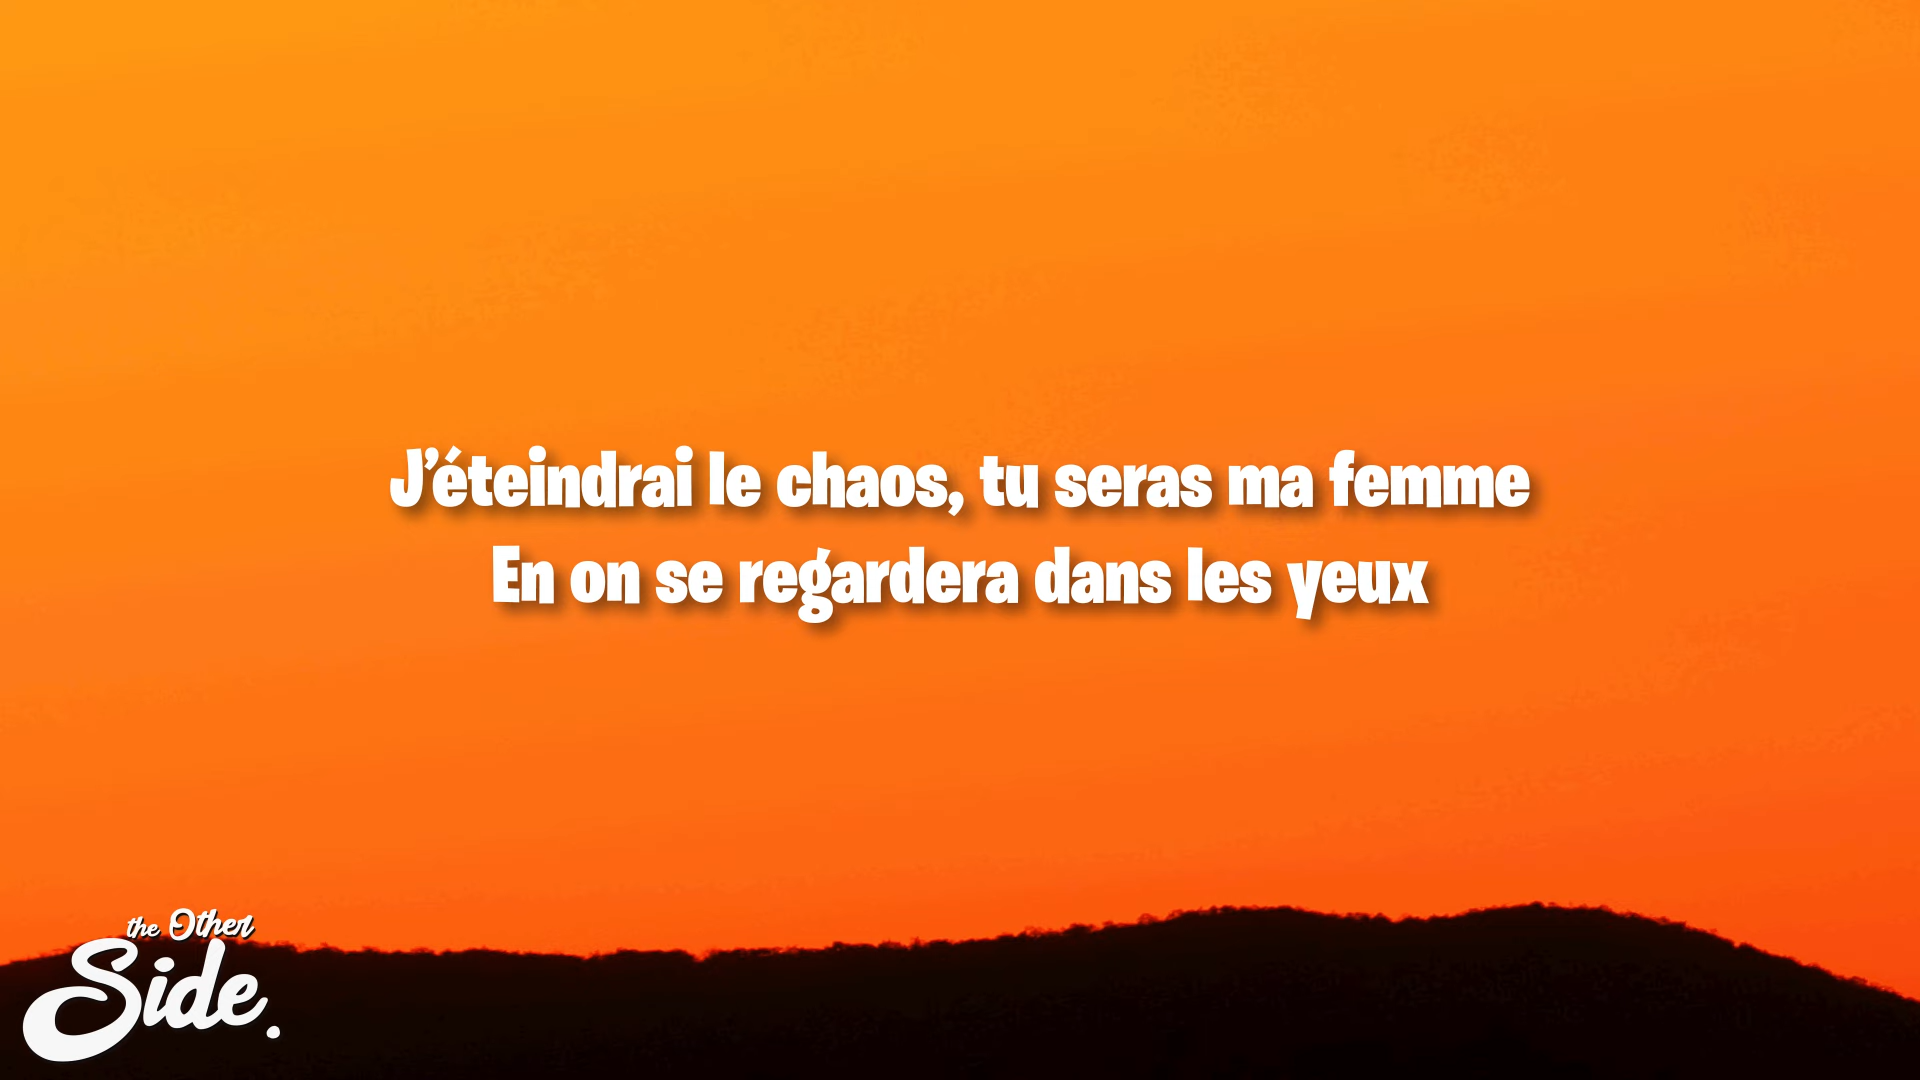 J’éteindrai le chaos, tu seras ma femme
En on se regardera dans les yeux
the Other
Side.